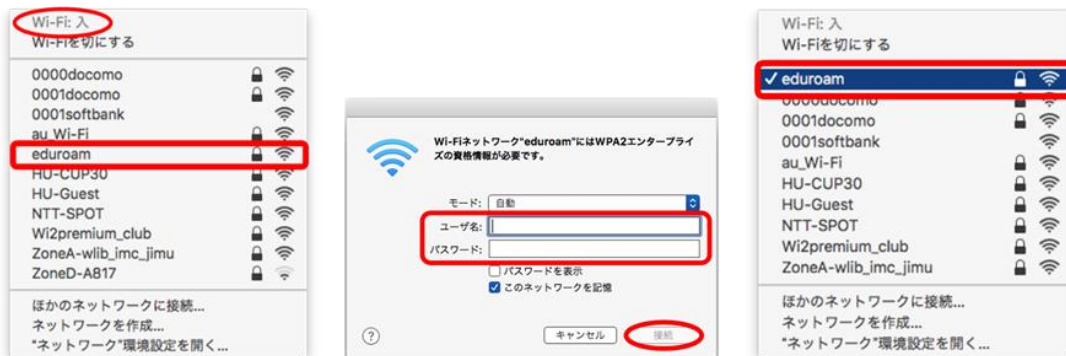 Wi-Fi: 入
Wi-Fiを切にする
0000docomo
0001docomo
0001softbank
au_Wi-Fi
eduroam
HU-CUP30
HU-Guest
NTT-SPOT
Wi2premium_club
ZoneA-wlib_imc_jimu
ZoneD-A817
ほかのネットワークに接続...
ネットワークを作成...
"ネットワーク"環境設定を開く...
Wi-Fiネットワーク"eduroam"にはWPA2エンタープライ
ズの資格情報が必要です。
モード: 自動
ユーザ名:
パスワード:
パスワードを表示
このネットワークを記憶
? キャンセル 接続
Wi-Fi: 入
Wi-Fiを切にする
✓ eduroam
0000docomo
0001docomo
0001softbank
au_Wi-Fi
HU-CUP30
HU-Guest
NTT-SPOT
Wi2premium_club
ZoneA-wlib_imc_jimu
ほかのネットワークに接続...
ネットワークを作成...
"ネットワーク"環境設定を開く...